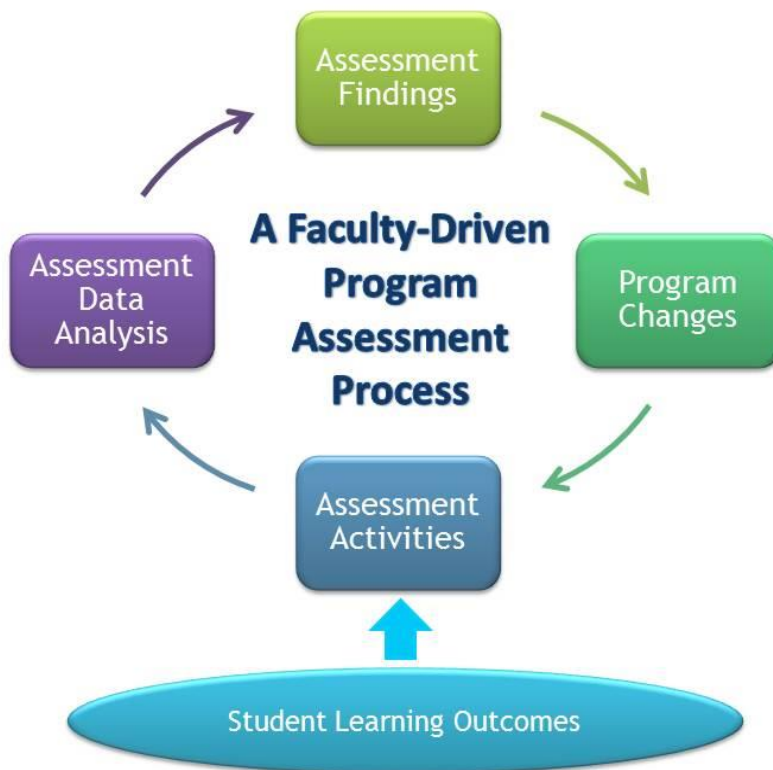 Assessment
Findings
A Faculty-Driven
Program
Assessment
Process
Assessment
Data
Analysis
Program
Changes
Assessment
Activities
Student Learning Outcomes